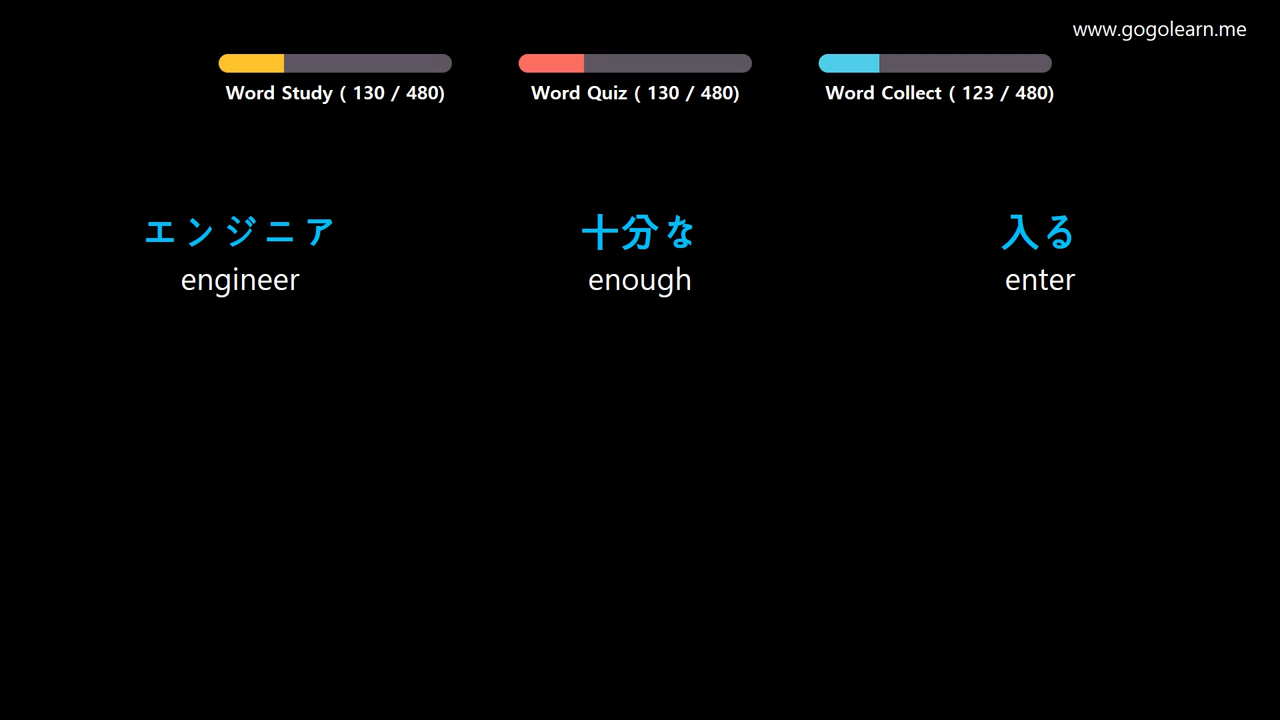 www.gogolearn.me
Word Study ( 130 / 480)
Word Quiz ( 130 / 480)
Word Collect ( 123 / 480)
エンジニア
engineer
十分な
enough
入る
enter